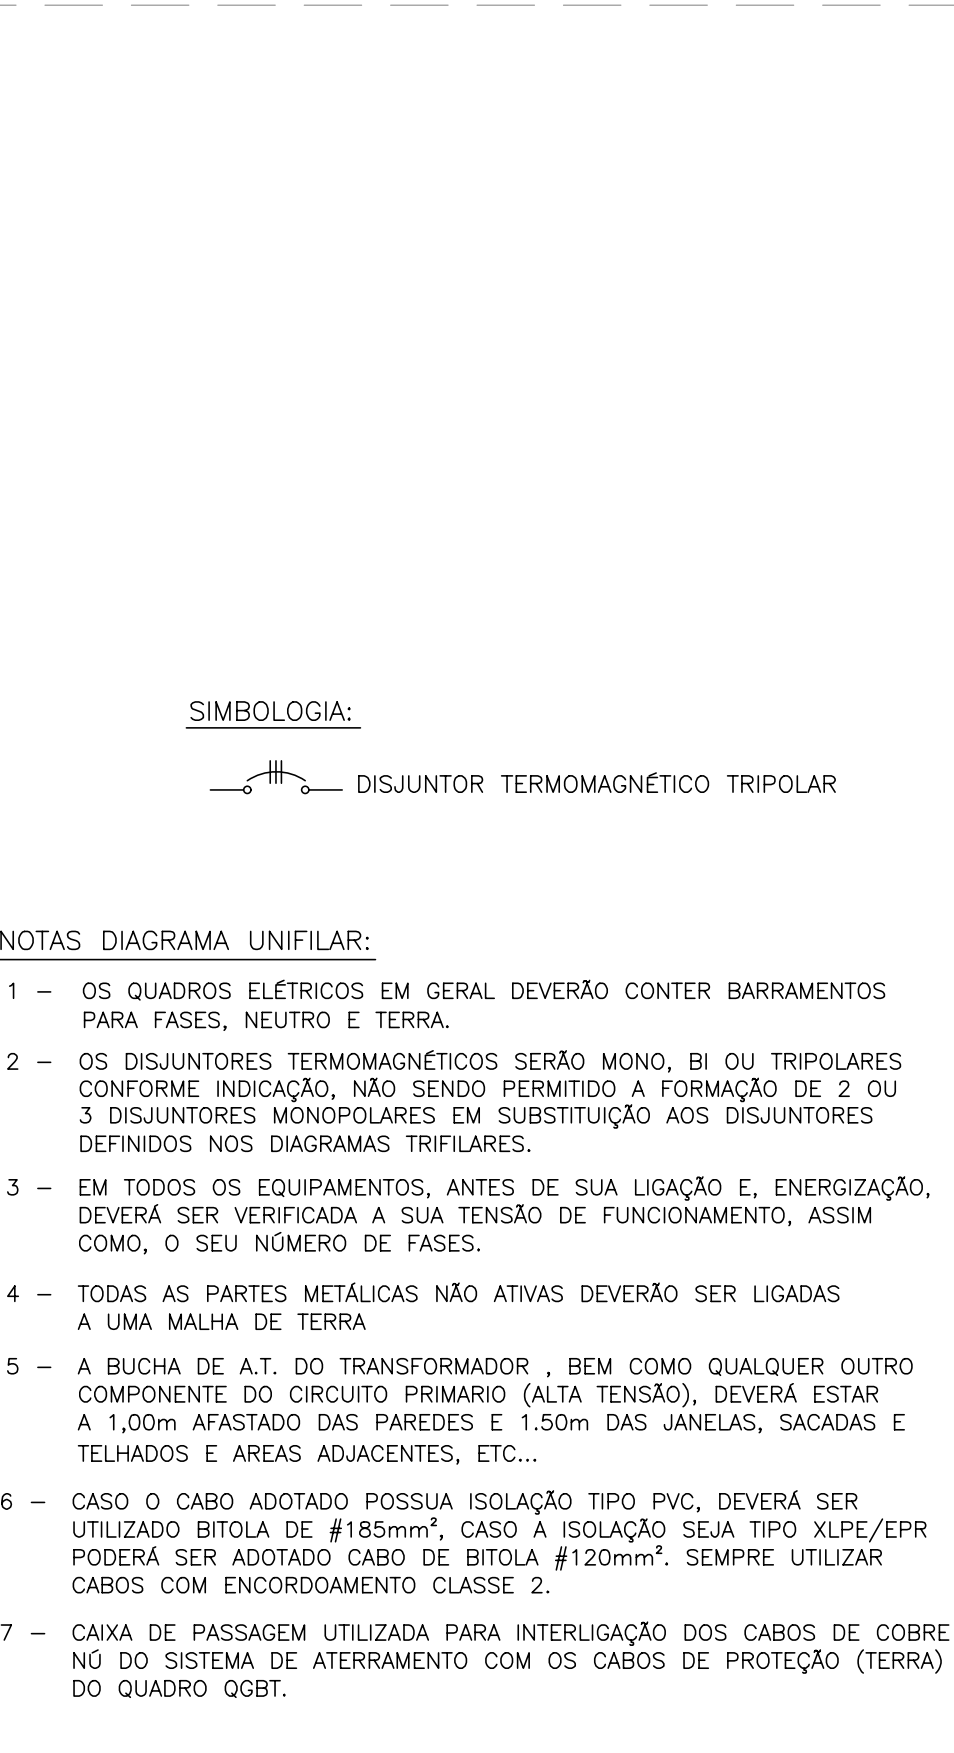 SIMBOLOGIA:
DISJUNTOR TERMOMAGNÉTICO TRIPOLAR
NOTAS DIAGRAMA UNIFILAR:
1 – OS QUADROS ELÉTRICOS EM GERAL DEVERÃO CONTER BARRAMENTOS
PARA FASES, NEUTRO E TERRA.
2 – OS DISJUNTORES TERMOMAGNÉTICOS SERÃO MONO, BI OU TRIPOLARES
CONFORME INDICAÇÃO, NÃO SENDO PERMITIDO A FORMAÇÃO DE 2 OU
3 DISJUNTORES MONOPOLARES EM SUBSTITUIÇÃO AOS DISJUNTORES
DEFINIDOS NOS DIAGRAMAS TRIFILARES.
3 – EM TODOS OS EQUIPAMENTOS, ANTES DE SUA LIGAÇÃO E, ENERGIZAÇÃO,
DEVERÁ SER VERIFICADA A SUA TENSÃO DE FUNCIONAMENTO, ASSIM
COMO, O SEU NÚMERO DE FASES.
4 – TODAS AS PARTES METÁLICAS NÃO ATIVAS DEVERÃO SER LIGADAS
A UMA MALHA DE TERRA
5 – A BUCHA DE A.T. DO TRANSFORMADOR , BEM COMO QUALQUER OUTRO
COMPONENTE DO CIRCUITO PRIMARIO (ALTA TENSÃO), DEVERÁ ESTAR
A 1,00m AFASTADO DAS PAREDES E 1.50m DAS JANELAS, SACADAS E
TELHADOS E AREAS ADJACENTES, ETC...
6 – CASO O CABO ADOTADO POSSUA ISOLAÇÃO TIPO PVC, DEVERÁ SER
UTILIZADO BITOLA DE #185mm², CASO A ISOLAÇÃO SEJA TIPO XLPE/EPR
PODERÁ SER ADOTADO CABO DE BITOLA #120mm². SEMPRE UTILIZAR
CABOS COM ENCORDOAMENTO CLASSE 2.
7 – CAIXA DE PASSAGEM UTILIZADA PARA INTERLIGAÇÃO DOS CABOS DE COBRE
NÚ DO SISTEMA DE ATERRAMENTO COM OS CABOS DE PROTEÇÃO (TERRA)
DO QUADRO QGBT.